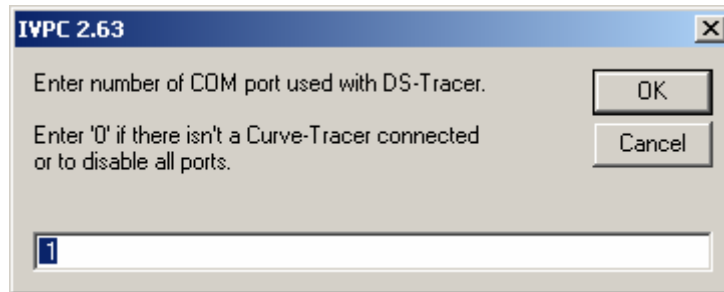 IVPC 2.63
Enter number of COM port used with DS-Tracer.
OK
Enter '0' if there isn't a Curve-Tracer connected
or to disable all ports.
Cancel
1